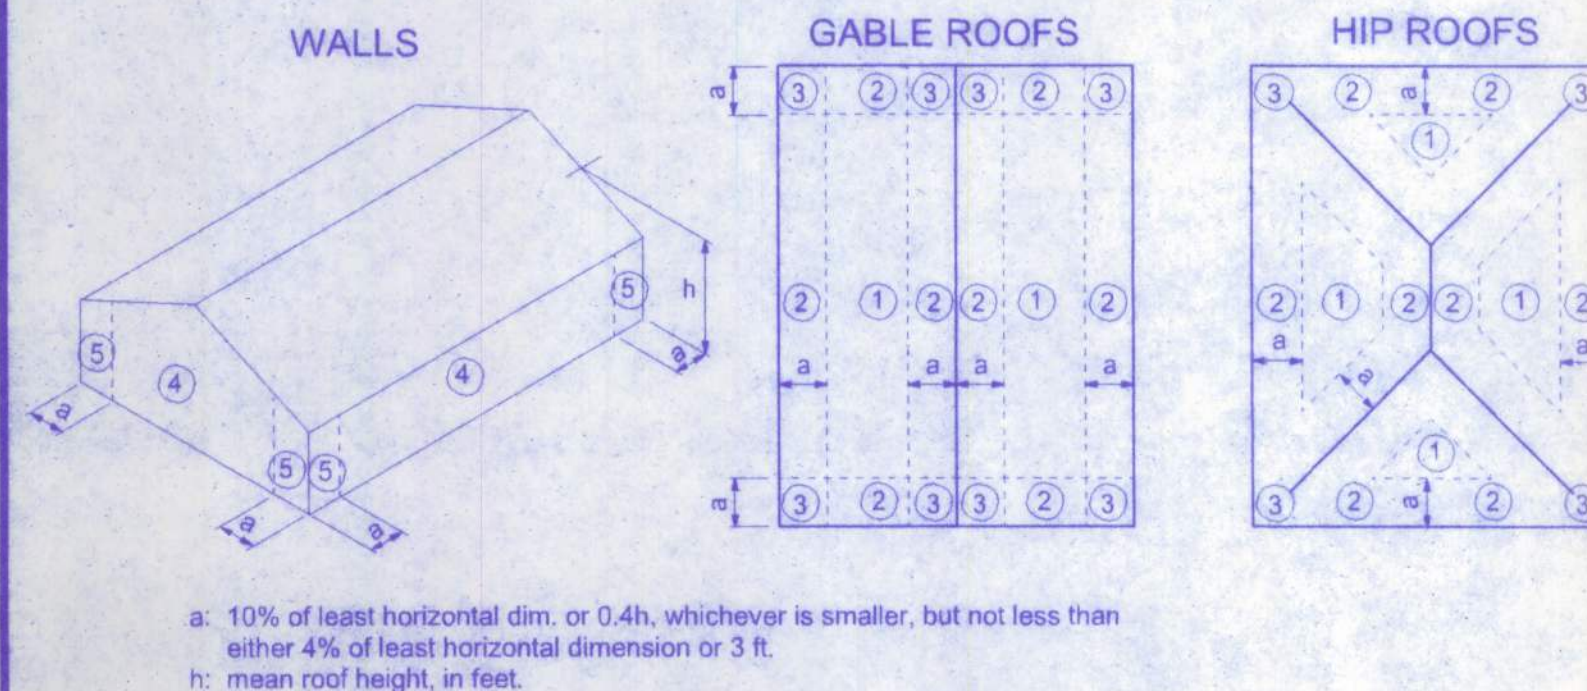 WALLS
GABLE ROOFS
HIP ROOFS
5
4
4
5
5
5
h
a
a
a
a
a
3 2 3 3 2 3
2 1 2 2 1 2
a a a a
a
3 2 3 3 2 3
3 2 a 2 3
1
2 1 2 2 1 2
a a a
1
3 2 a 2 3
a: 10% of least horizontal dim. or 0.4h, whichever is smaller, but not less than
either 4% of least horizontal dimension or 3 ft.
h: mean roof height, in feet.